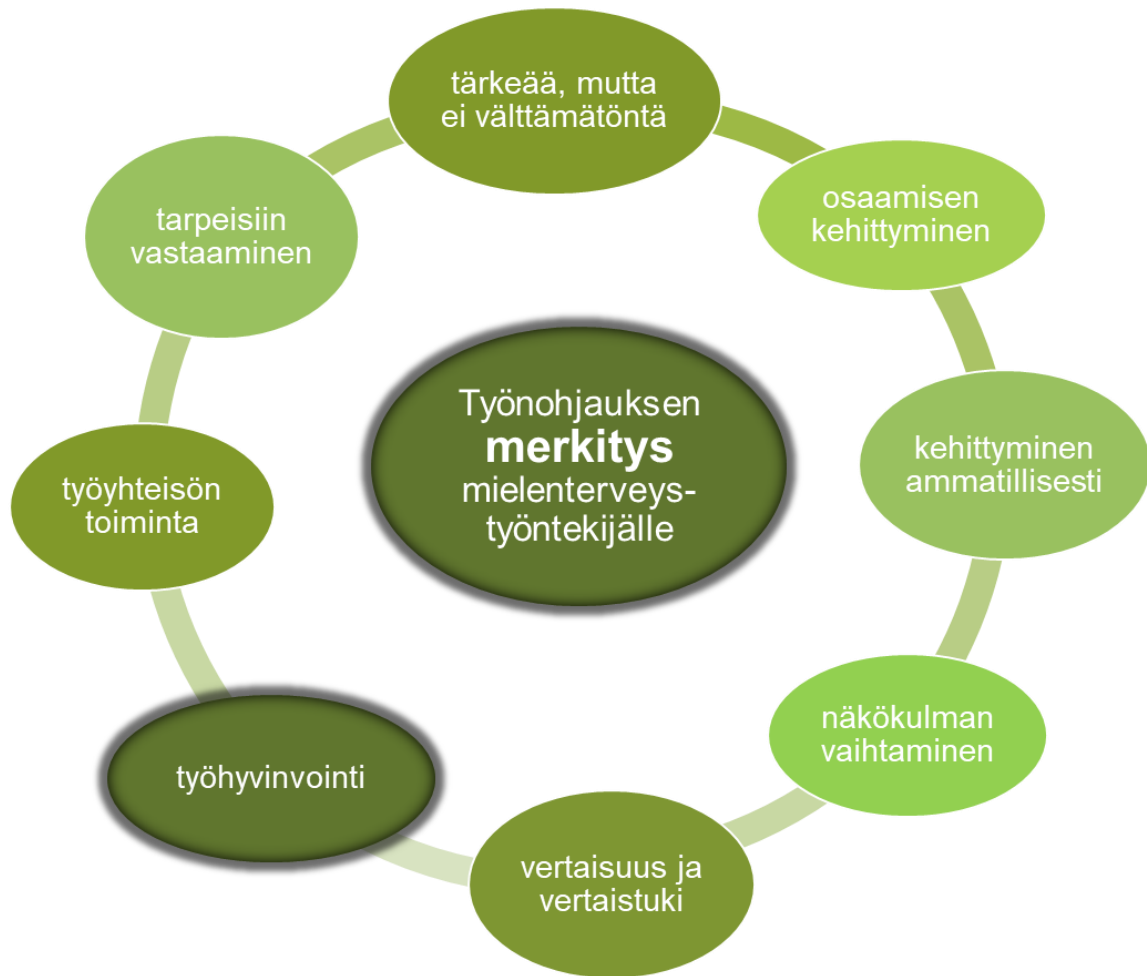 tärkeää, mutta
ei välttämätöntä
osaamisen
kehittyminen
kehittyminen
ammatillisesti
näkökulman
vaihtaminen
vertaisuus ja
vertaistuki
työhyvinvointi
työyhteisön
toiminta
tarpeisiin
vastaaminen
Työnohjauksen
merkitys
mielenterveys-
työntekijälle